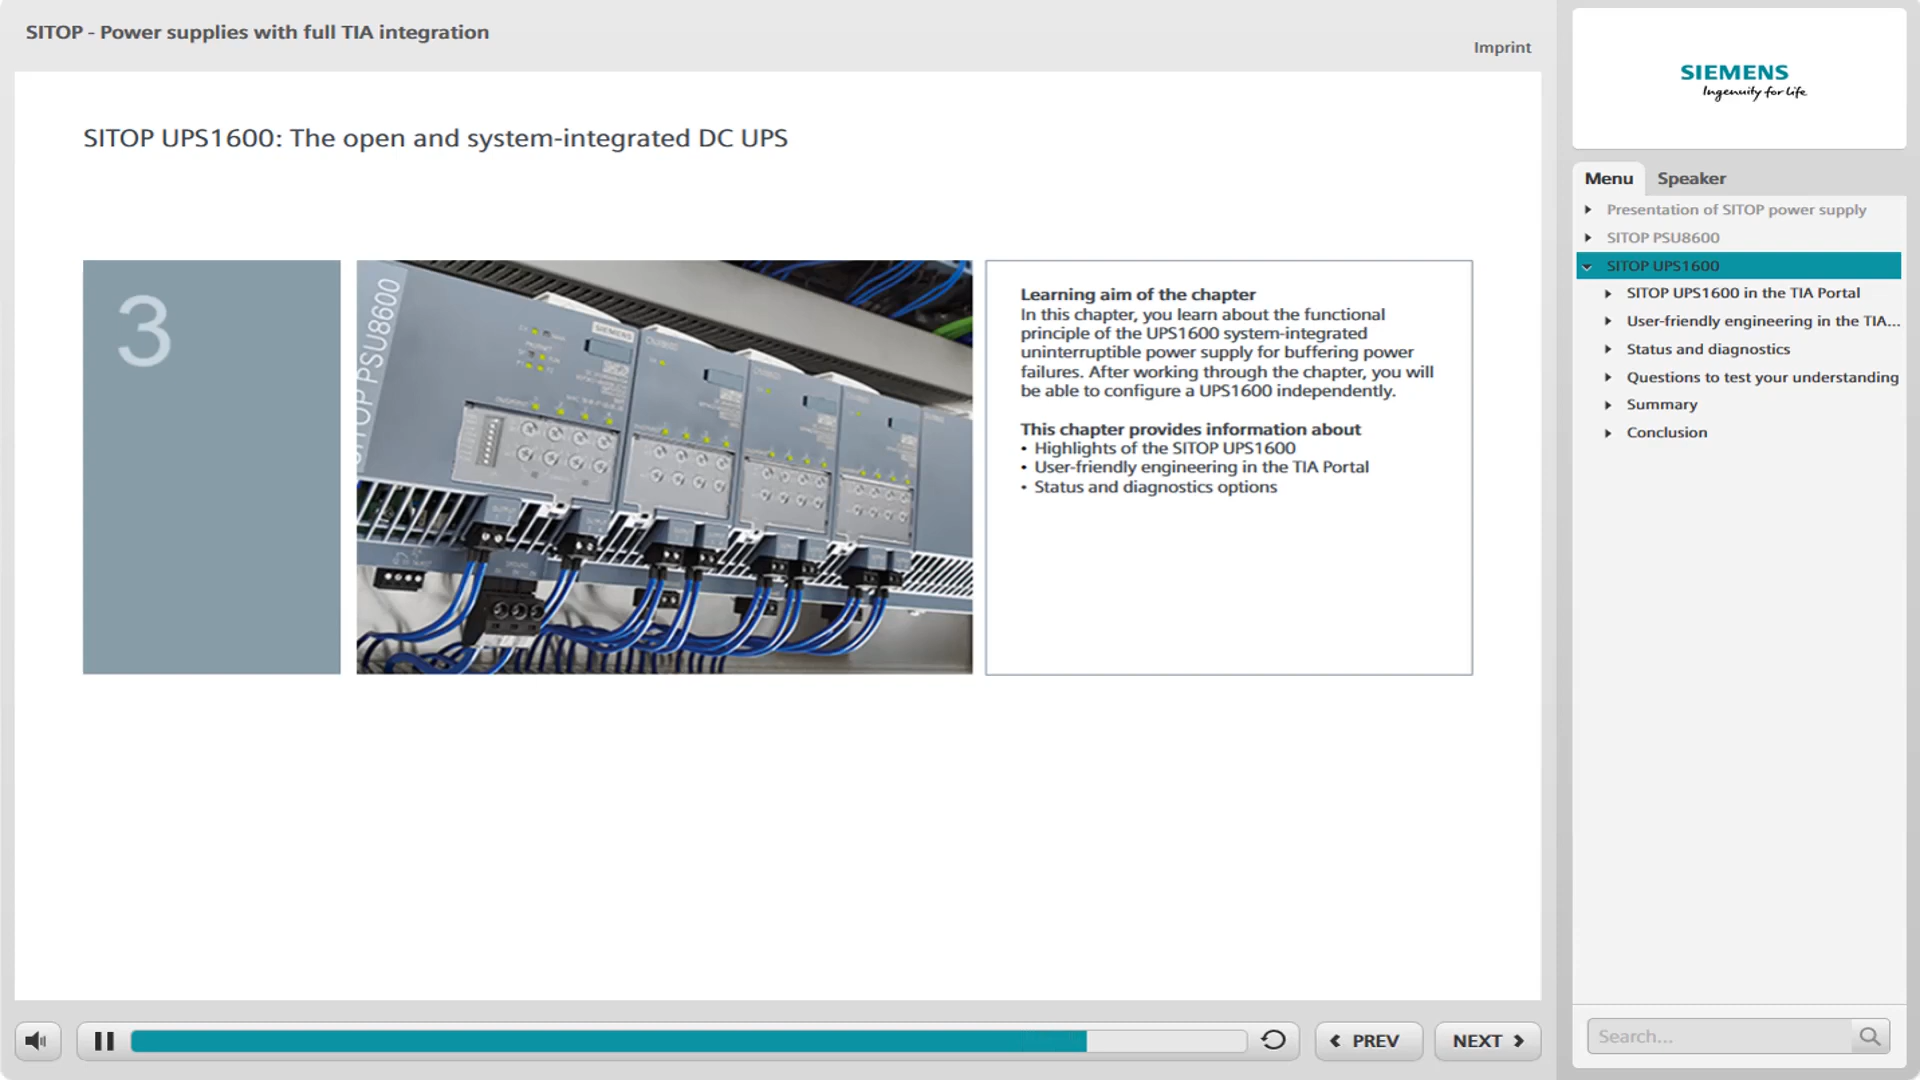 SITOP - Power supplies with full TIA integration
Imprint
SIEMENS
Ingenuity for life
SITOP UPS1600: The open and system-integrated DC UPS
3
SITOP PSU8600
SIEMENS
Learning aim of the chapter
In this chapter, you learn about the functional
principle of the UPS1600 system-integrated
uninterruptible power supply for buffering power
failures. After working through the chapter, you will
be able to configure a UPS1600 independently.
This chapter provides information about
• Highlights of the SITOP UPS1600
• User-friendly engineering in the TIA Portal
• Status and diagnostics options
Menu
Speaker
Presentation of SITOP power supply
SITOP PSU8600
SITOP UPS1600
SITOP UPS1600 in the TIA Portal
User-friendly engineering in the TIA...
Status and diagnostics
Questions to test your understanding
Summary
Conclusion
PREV
NEXT
Search...